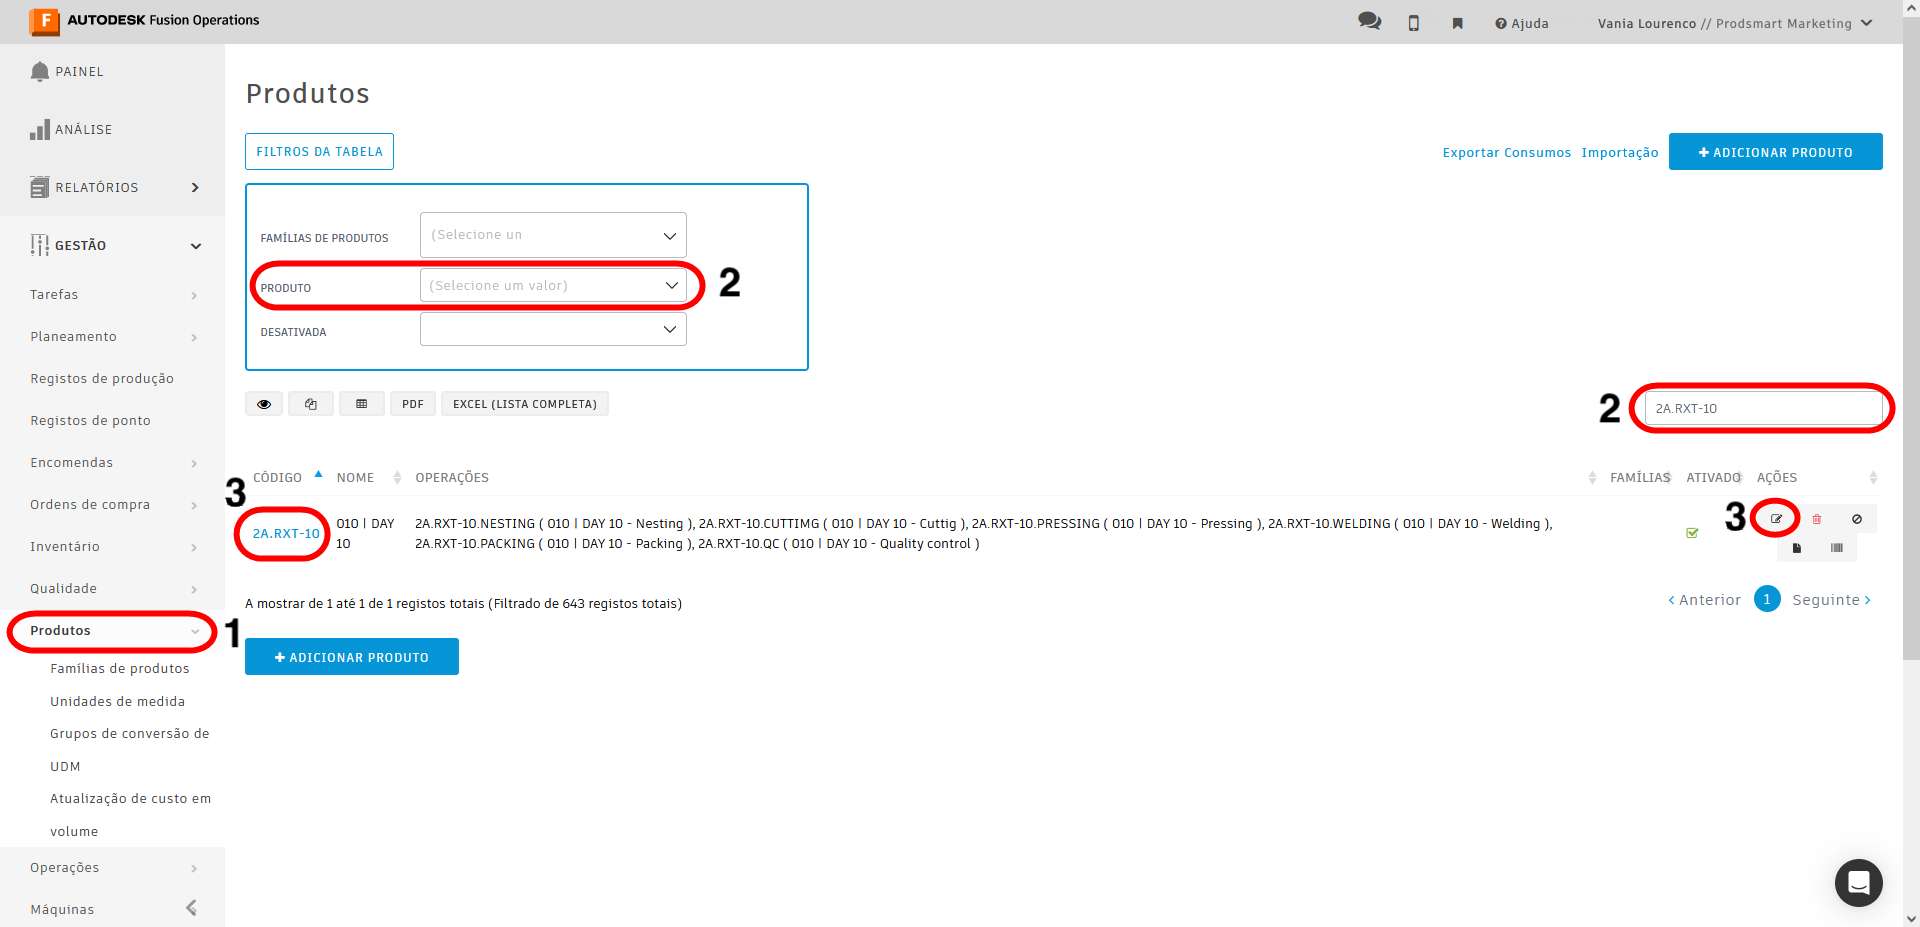 F AUTODESK Fusion Operations
Ajuda
Vania Lourenco // Prodsmart Marketing
PAINEL
ANÁLISE
RELATÓRIOS
GESTÃO
Tarefas
Planeamento
Registos de produção
Registos de ponto
Encomendas
Ordens de compra
Inventário
Qualidade
Produtos
1
Famílias de produtos
Unidades de medida
Grupos de conversão de
UDM
Atualização de custo em
volume
Operações
Máquinas
Produtos
FILTROS DA TABELA
Exportar Consumos Importação
ADICIONAR PRODUTO
FAMÍLIAS DE PRODUTOS
(Selecione un
PRODUTO
(Selecione um valor)
2
DESATIVADA
PDF
EXCEL (LISTA COMPLETA)
2
2A.RXT-10
CÓDIGO NOME OPERAÇÕES FAMÍLIAS ATIVADO AÇÕES
3
2A.RXT-10
010 | DAY
10
2A.RXT-10.NESTING ( 010 | DAY 10 - Nesting ), 2A.RXT-10.CUTTIMG ( 010 | DAY 10 - Cuttig ), 2A.RXT-10.PRESSING ( 010 | DAY 10 - Pressing ), 2A.RXT-10.WELDING ( 010 | DAY 10 - Welding ),
2A.RXT-10.PACKING ( 010 | DAY 10 - Packing ), 2A.RXT-10.QC ( 010 | DAY 10 - Quality control )
3
A mostrar de 1 até 1 de 1 registos totais (Filtrado de 643 registos totais)
Anterior 1 Seguinte
ADICIONAR PRODUTO